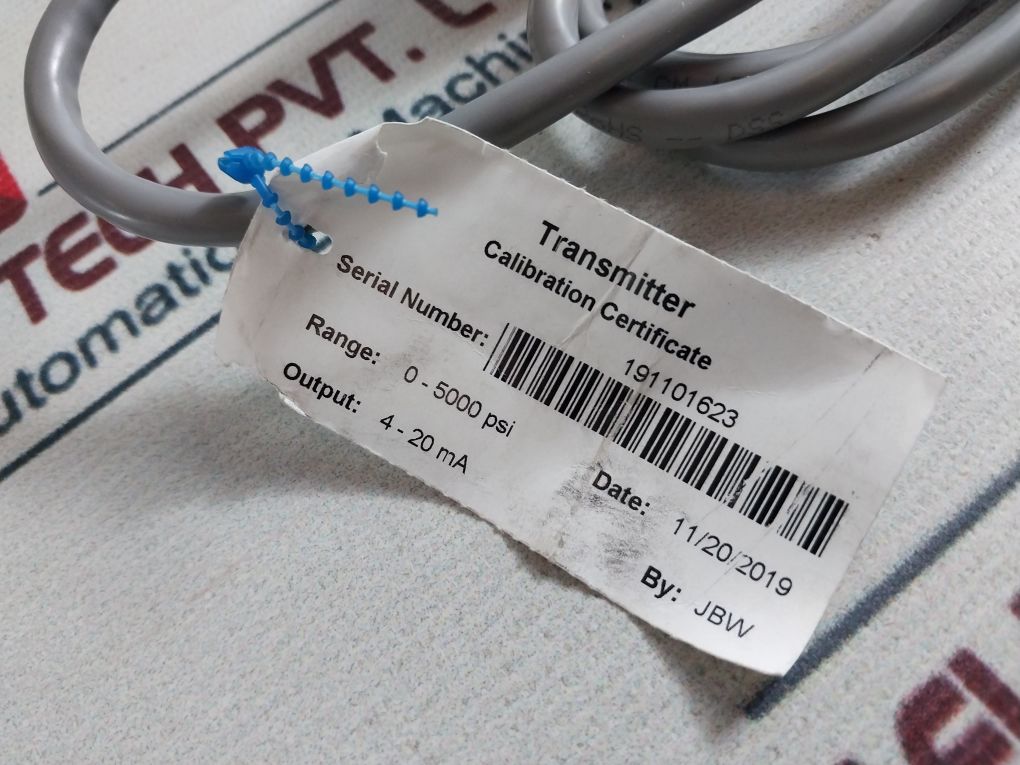 TECH PVT. L
Automatic
Machin
Transmitter
Calibration Certificate
Serial Number:
191101623
Range: 0 - 5000 psi
Output: 4 - 20 mA
Date: 11/20/2019
By: JBW